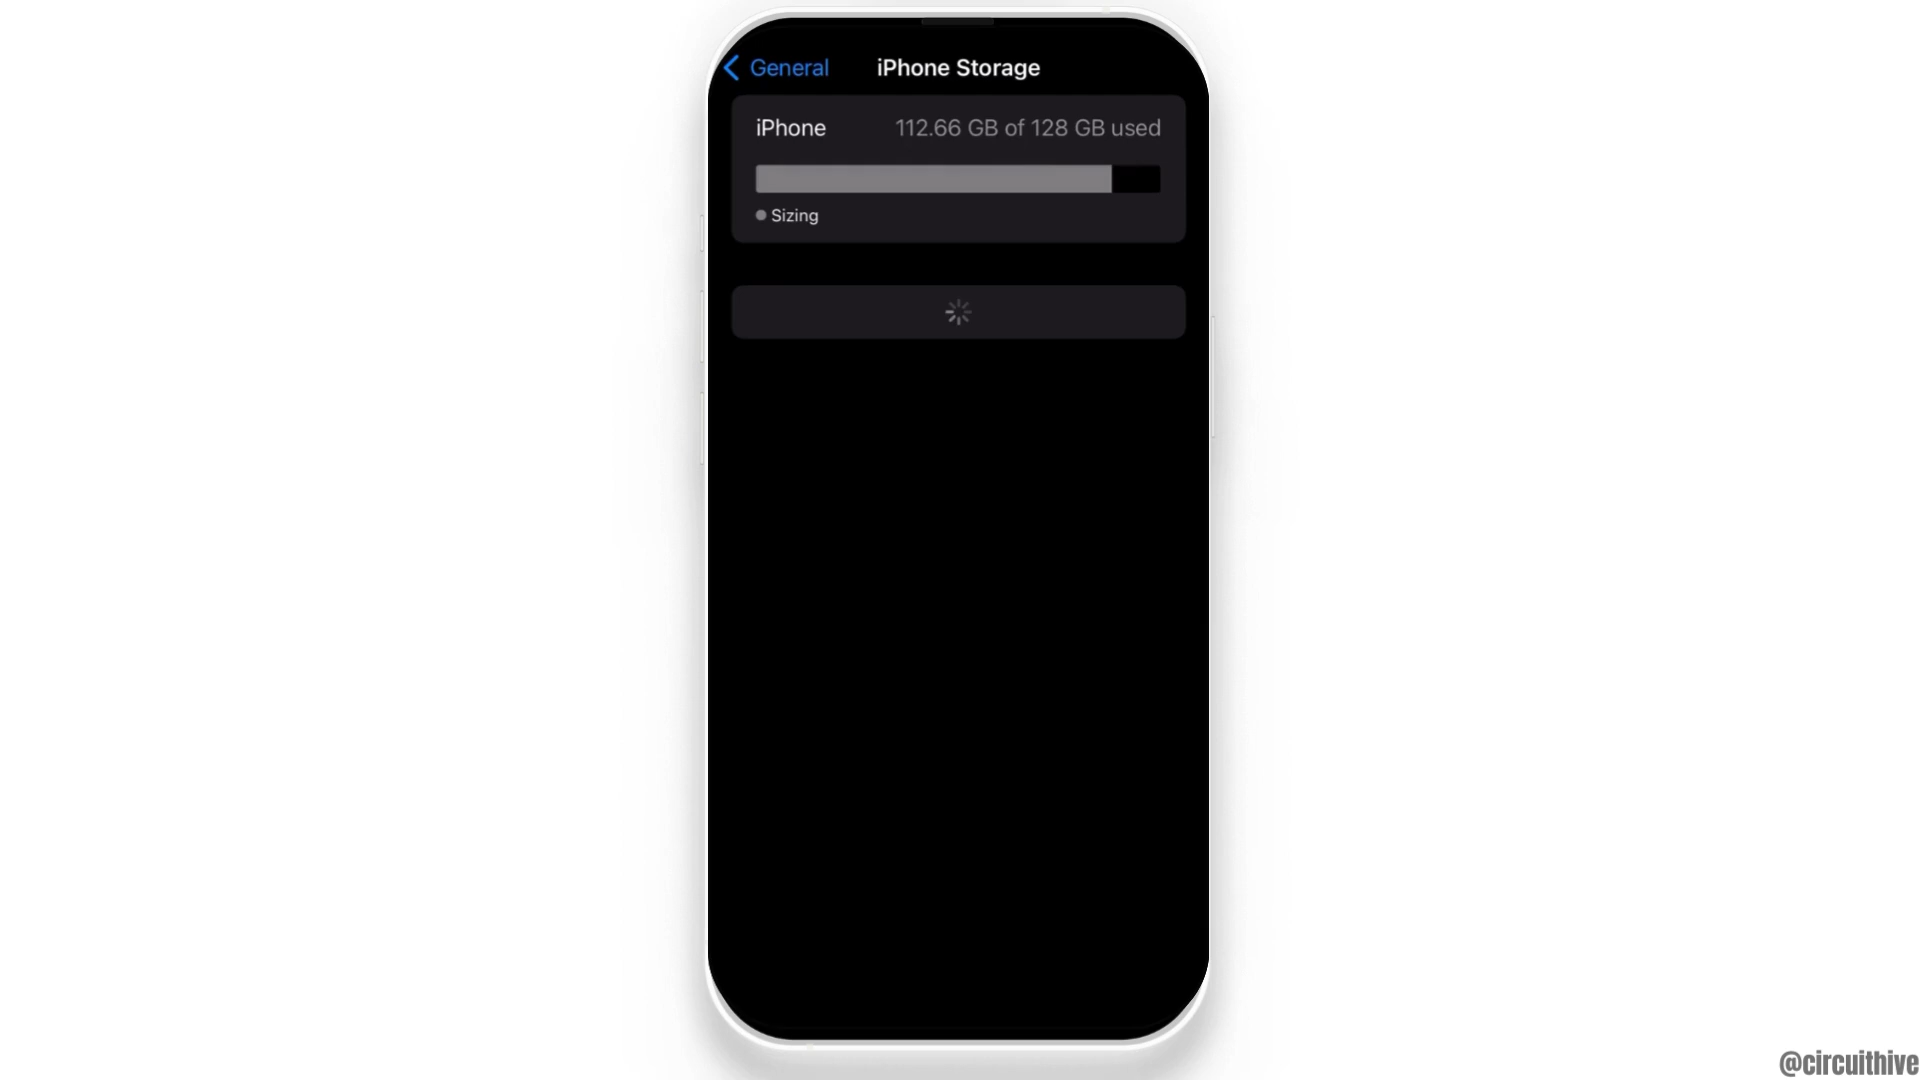 General
iPhone Storage
iPhone
112.66 GB of 128 GB used
Sizing
@circuithive